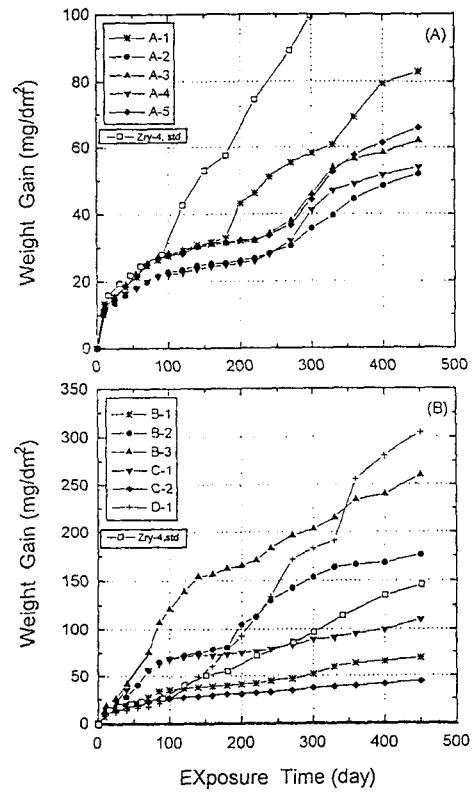 (A)
100
80
60
40
20
0
Weight Gain (mg/dm²)
A-1
A-2
A-3
A-4
A-5
Zry-4, std
0 100 200 300 400 500
(B)
350
300
250
200
150
100
50
0
Weight Gain (mg/dm²)
B-1
B-2
B-3
C-1
C-2
D-1
Zry-4,std
0 100 200 300 400 500
EXposure Time (day)